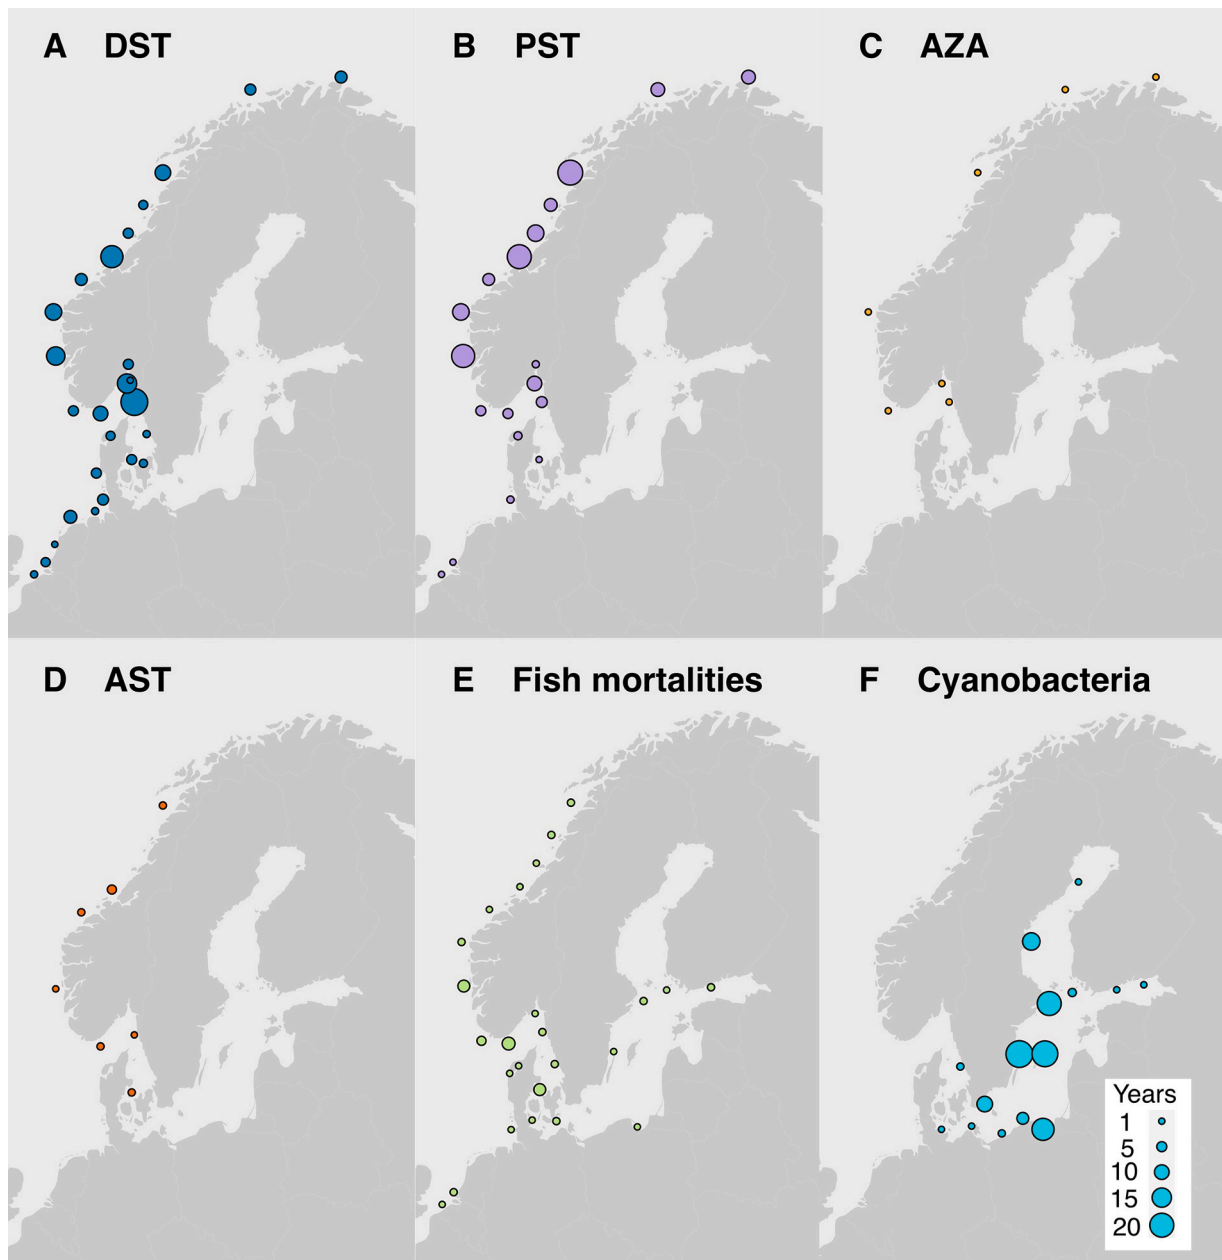 A DST
B PST
C AZA
D AST
E Fish mortalities
F Cyanobacteria
Years
1
5
10
15
20